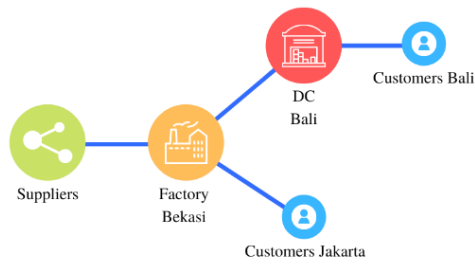 DC
Bali
Customers Bali
Suppliers
Factory
Bekasi
Customers Jakarta